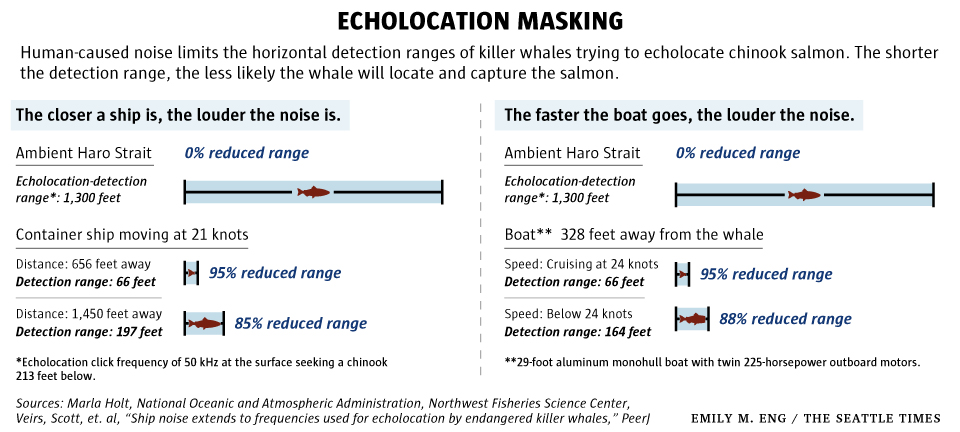 ECHOLOCATION MASKING
Human-caused noise limits the horizontal detection ranges of killer whales trying to echolocate chinook salmon. The shorter
the detection range, the less likely the whale will locate and capture the salmon.
The closer a ship is, the louder the noise is.
Ambient Haro Strait
0% reduced range
Echolocation-detection
range*: 1,300 feet
Container ship moving at 21 knots
Distance: 656 feet away
Detection range: 66 feet
95% reduced range
Distance: 1,450 feet away
Detection range: 197 feet
85% reduced range
*Echolocation click frequency of 50 kHz at the surface seeking a chinook
213 feet below.
The faster the boat goes, the louder the noise.
Ambient Haro Strait
0% reduced range
Echolocation-detection
range*: 1,300 feet
Boat** 328 feet away from the whale
Speed: Cruising at 24 knots
Detection range: 66 feet
95% reduced range
Speed: Below 24 knots
Detection range: 164 feet
88% reduced range
**29-foot aluminum monohull boat with twin 225-horsepower outboard motors.
Sources: Marla Holt, National Oceanic and Atmospheric Administration, Northwest Fisheries Science Center,
Veirs, Scott, et. al, “Ship noise extends to frequencies used for echolocation by endangered killer whales,” PeerJ
EMILY M. ENG / THE SEATTLE TIMES